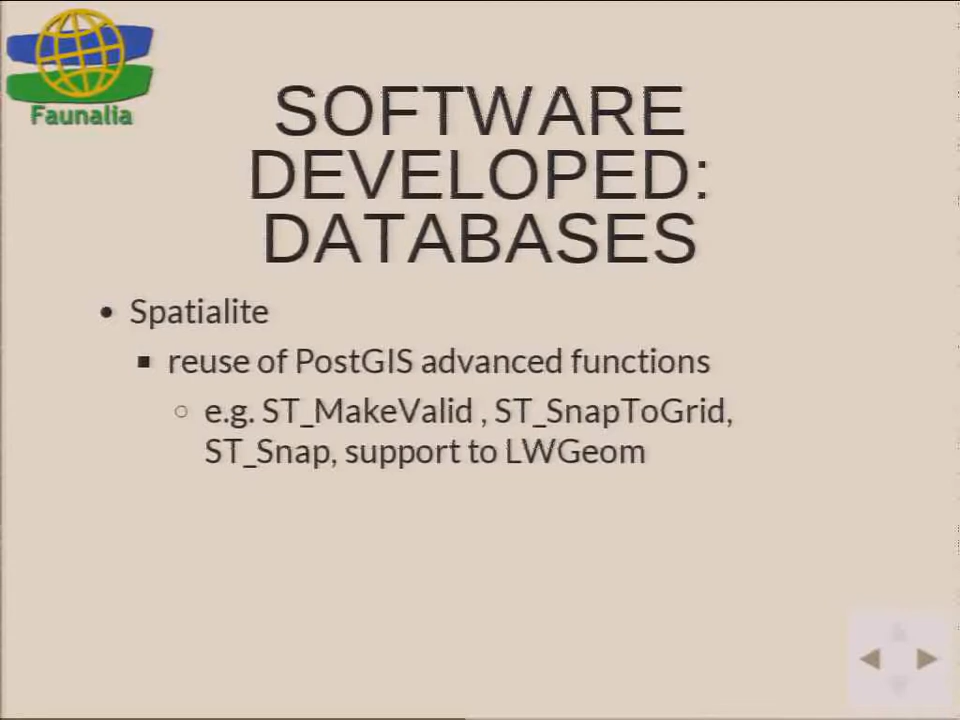 Faunalia
SOFTWARE
DEVELOPED:
DATABASES
Spatialite
reuse of PostGIS advanced functions
e.g. ST_MakeValid , ST_SnapToGrid,
ST_Snap, support to LWGeom